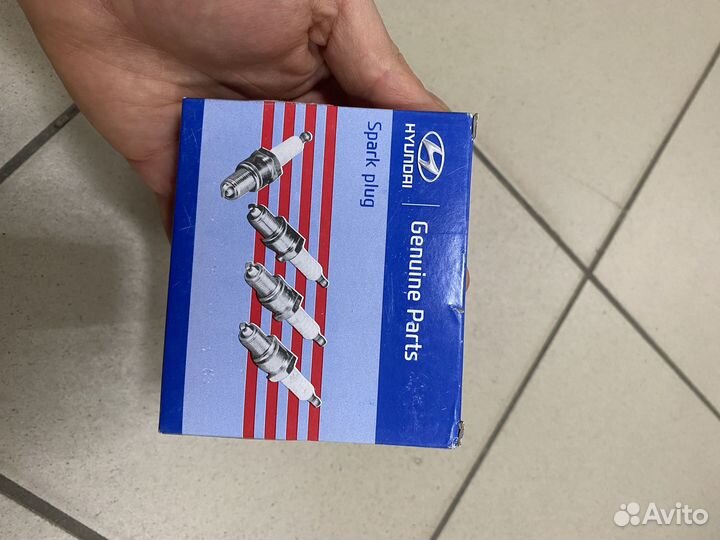 HYUNDAI
Genuine Parts
Spark plug
Avito